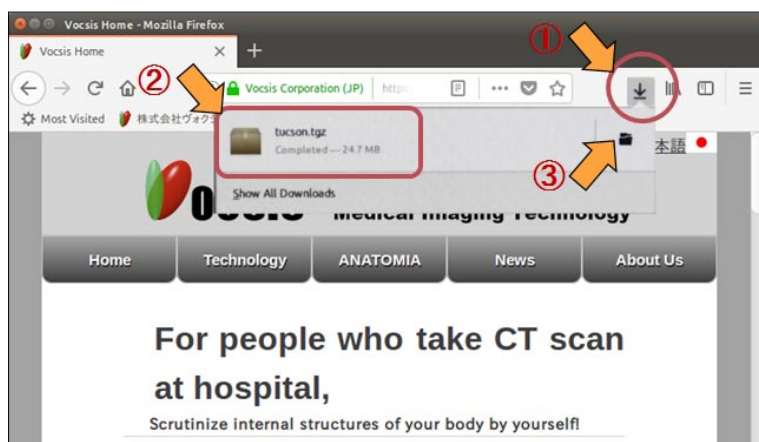 Vocsis Home - Mozilla Firefox
Vocsis Home
①
②
Vocsis Corporation (JP) https:
Most Visited 株式会社ヴォクシ
tucson.tgz
Completed — 24.7 MB
③
本語
Show All Downloads
Medical Imaging Technology
Home Technology ANATOMIA News About Us
For people who take CT scan
at hospital,
Scrutinize internal structures of your body by yourself!